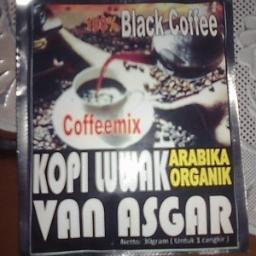 100% Black Coffee
Coffeemix
KOPI LUWAK ARABIKA
ORGANIK
VAN ASGAR
Netto 30gram ( Untuk 1 cangkir )